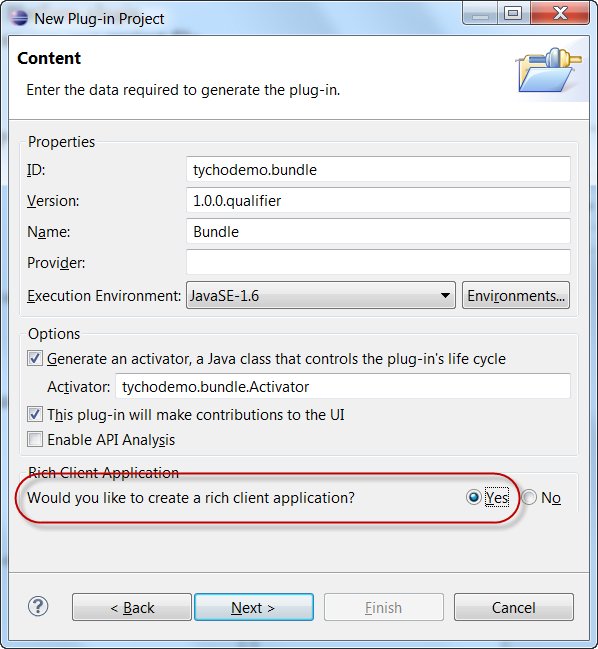 New Plug-in Project
Content
Enter the data required to generate the plug-in.
Properties
ID: tychodemo.bundle
Version: 1.0.0.qualifier
Name: Bundle
Provider:
Execution Environment: JavaSE-1.6 Environments...
Options
Generate an activator, a Java class that controls the plug-in's life cycle
Activator: tychodemo.bundle.Activator
This plug-in will make contributions to the UI
Enable API Analysis
Rich Client Application
Would you like to create a rich client application? Yes No
? < Back Next > Finish Cancel